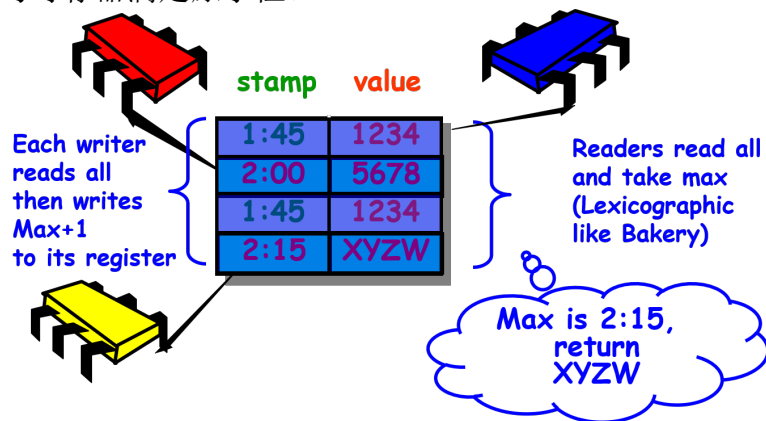 stamp value
1:45 1234
2:00 5678
1:45 1234
2:15 XYZW
Each writer
reads all
then writes
Max+1
to its register
Readers read all
and take max
(Lexicographic
like Bakery)
Max is 2:15,
return
XYZW